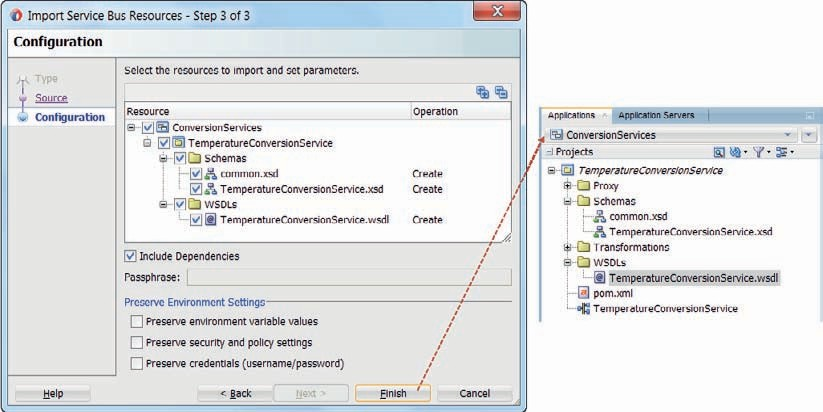 Import Service Bus Resources - Step 3 of 3
Configuration
Type
Source
Configuration
Select the resources to import and set parameters.
Resource Operation
ConversionServices
TemperatureConversionService
Schemas
common.xsd Create
TemperatureConversionService.xsd Create
WSDLs
TemperatureConversionService.wsdl Create
Include Dependencies
Passphrase:
Preserve Environment Settings
Preserve environment variable values
Preserve security and policy settings
Preserve credentials (username/password)
Help
< Back
Next >
Finish
Cancel
Applications
Application Servers
ConversionServices
Projects
TemperatureConversionService
Proxy
Schemas
common.xsd
TemperatureConversionService.xsd
Transformations
WSDLs
TemperatureConversionService.wsdl
pom.xml
TemperatureConversionService